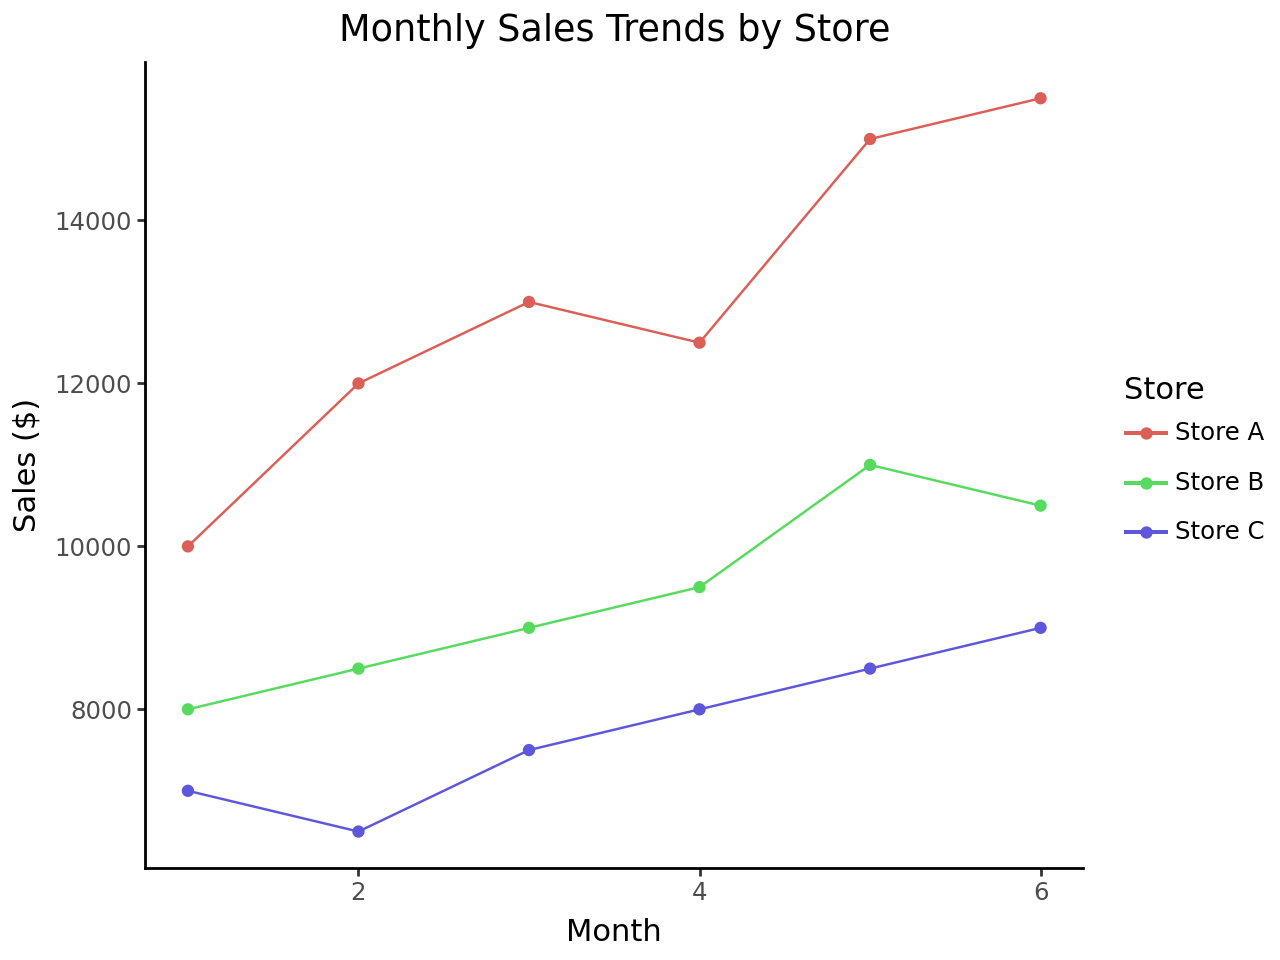 Monthly Sales Trends by Store
Sales ($)
14000
12000
10000
8000
2 4 6
Month
Store
Store A
Store B
Store C